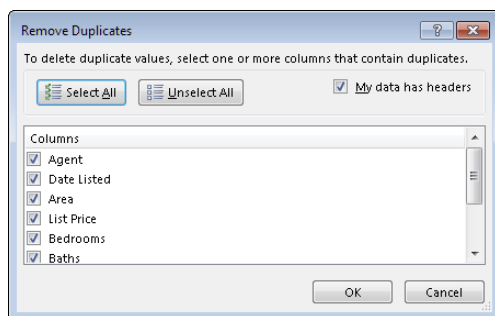 Remove Duplicates
To delete duplicate values, select one or more columns that contain duplicates.
Select All Unselect All My data has headers
Columns
Agent
Date Listed
Area
List Price
Bedrooms
Baths
OK Cancel